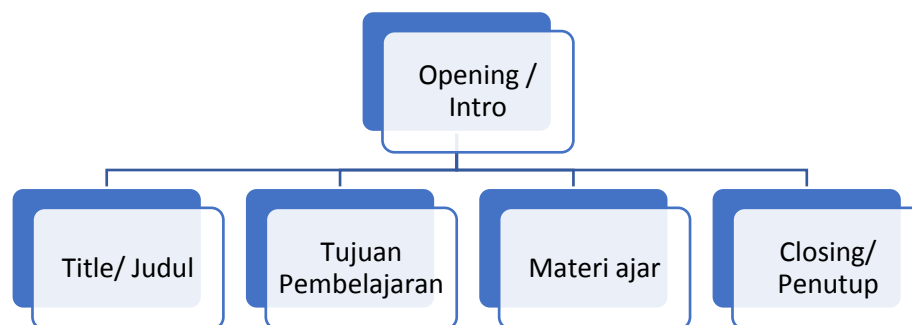 Opening /
Intro
Title/ Judul
Tujuan
Pembelajaran
Materi ajar
Closing/
Penutup